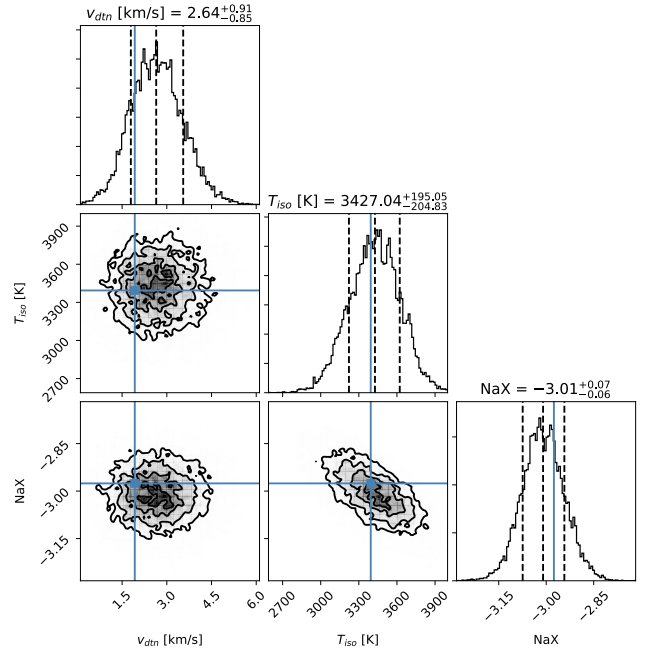 v_dtn [km/s] = 2.64^{+0.91}_{-0.85}
T_iso [K] = 3427.04^{+195.05}_{-204.83}
3900
3600
3300
3000
2700
T_iso [K]
NaX = −3.01^{+0.07}_{-0.06}
−2.85
−3.00
−3.15
NaX
1.5 3.0 4.5 6.0
2700 3000 3300 3600 3900
−3.15 −3.00 −2.85
v_dtn [km/s] T_iso [K] NaX